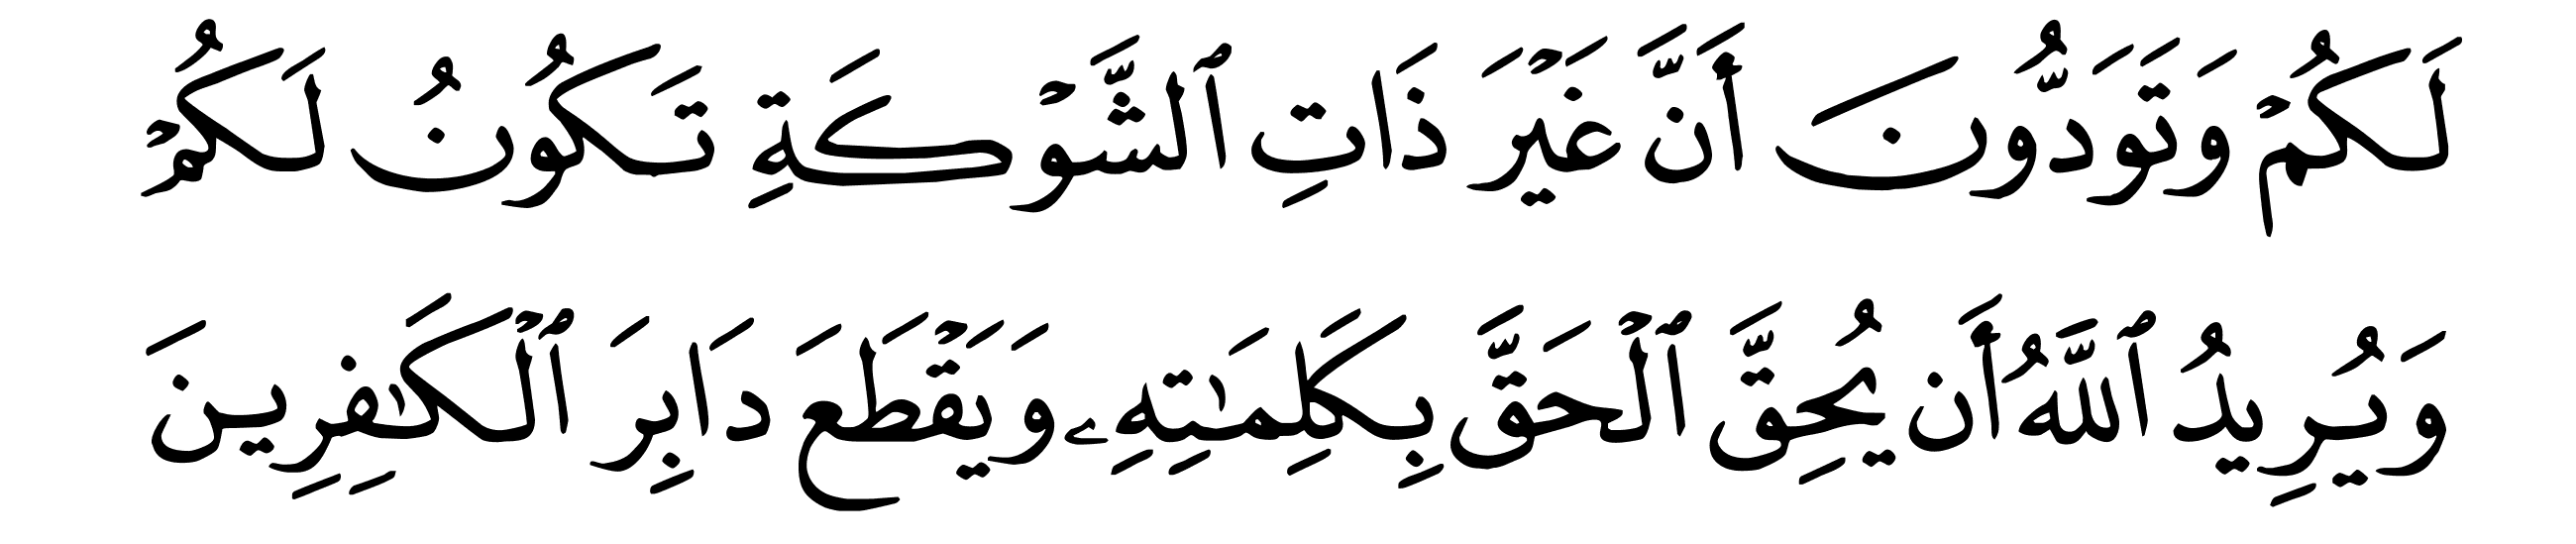 لَكُمْ وَتَوَدُّونَ أَنَّ غَيْرَ ذَاتِ ٱلشَّوْكَةِ تَكُونُ لَكُمْ
وَيُرِيدُ ٱللَّهُ أَن يُحِقَّ ٱلْحَقَّ بِكَلِمَٰتِهِۦ وَيَقْطَعَ دَابِرَ ٱلْكَٰفِرِينَ